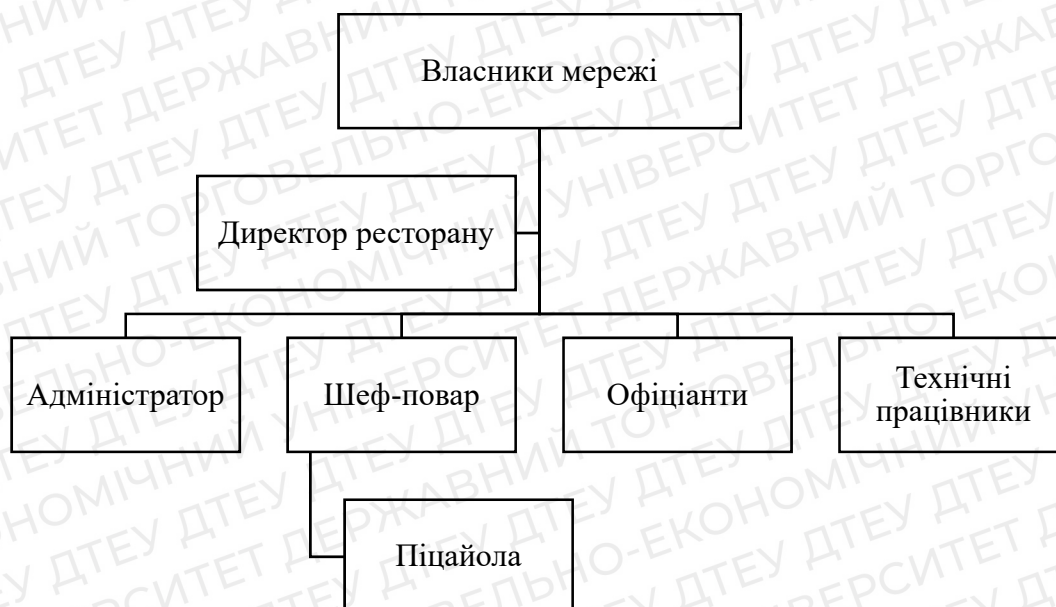 Власники мережі
Директор ресторану
Адміністратор
Шеф-повар
Офіціанти
Технічні
працівники
Піцайола